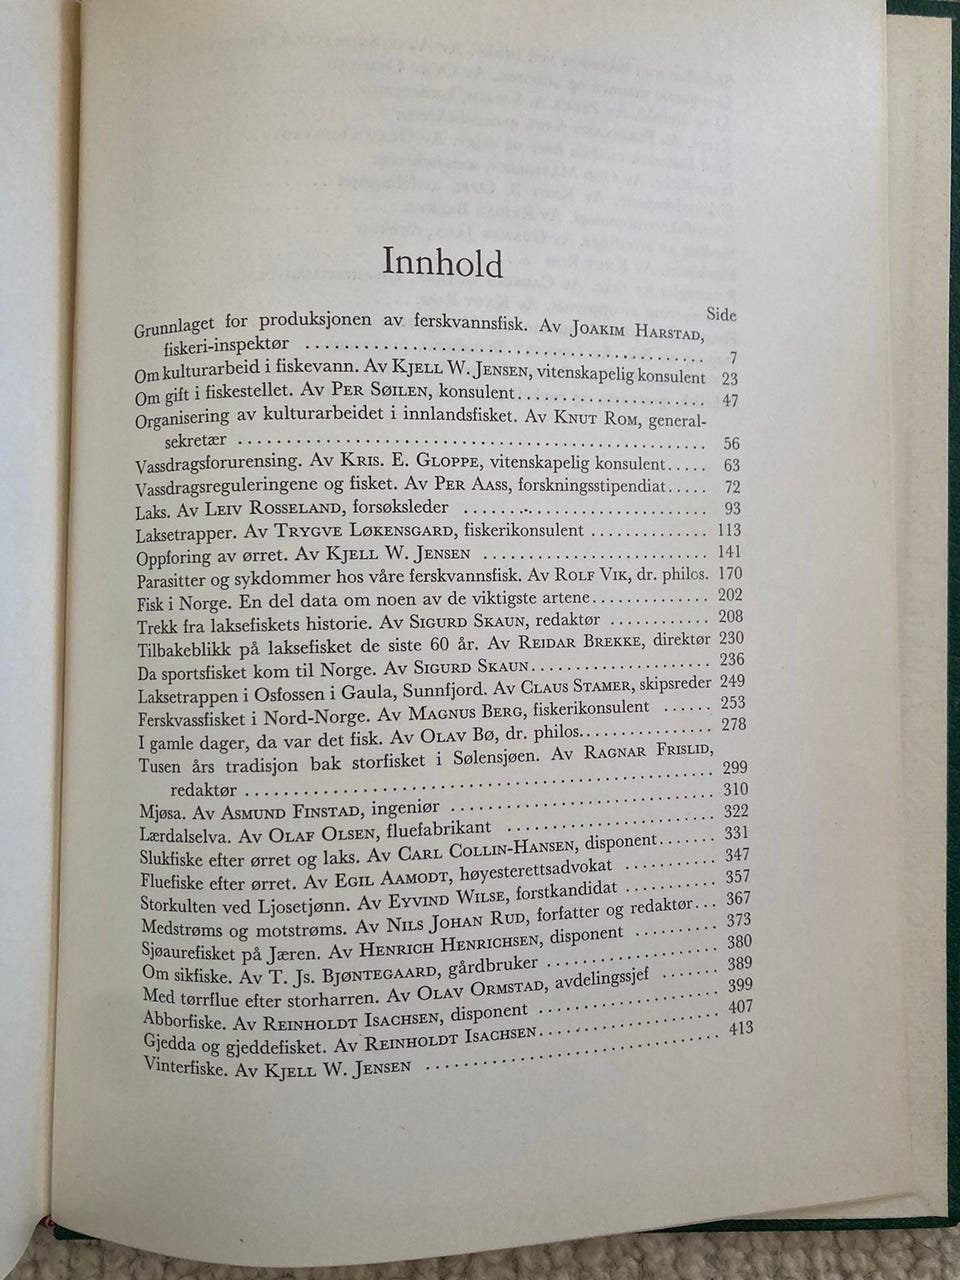 Innhold
Side
Grunnlaget for produksjonen av ferskvannsfisk. Av Joakim Harstad,
fiskeri-inspektør ........................................ 7
Om kulturarbeid i fiskevann. Av Kjell W. Jensen, vitenskapelig konsulent 23
Om gift i fiskestellet. Av Per Søilen, konsulent........................ 47
Organisering av kulturarbeidet i innlandsfisket. Av Knut Rom, general-
sekretær ........................................ 56
Vassdragsforurensing. Av Kris. E. Gloppe, vitenskapelig konsulent..... 63
Vassdragsreguleringene og fisket. Av Per Aass, forskningsstipendiat..... 72
Laks. Av Leiv Rosseland, forsøksleder ........................ 93
Laksetrapper. Av Trygve Løkensgard, fiskerikonsulent ............. 113
Oppforing av ørret. Av Kjell W. Jensen ........................ 141
Parasitter og sykdommer hos våre ferskvannsfisk. Av Rolf Vik, dr. philos. 170
Fisk i Norge. En del data om noen av de viktigste artene............. 202
Trekk fra laksefiskets historie. Av Sigurd Skaun, redaktør ............ 208
Tilbakeblikk på laksefisket de siste 60 år. Av Reidar Brekke, direktør 230
Da sportsfisket kom til Norge. Av Sigurd Skaun.................... 236
Laksetrappen i Osfossen i Gaula, Sunnfjord. Av Claus Stamer, skipsreder 249
Ferskvassfisket i Nord-Norge. Av Magnus Berg, fiskerikonsulent ...... 253
I gamle dager, da var det fisk. Av Olav Bø, dr. philos............... 278
Tusen års tradisjon bak storfisket i Sølensjøen. Av Ragnar Frislid,
redaktør ........................................ 299
Mjøsa. Av Asmund Finstad, ingeniør ........................ 310
Lærdalselva. Av Olaf Olsen, fluefabrikant .................... 322
Slukfiske efter ørret og laks. Av Carl Collin-Hansen, disponent....... 331
Fluefiske efter ørret. Av Egil Aamodt, høyesterettsadvokat .......... 347
Storkulten ved Ljosetjønn. Av Eyvind Wilse, forstkandidat .......... 357
Medstrøms og motstrøms. Av Nils Johan Rud, forfatter og redaktør... 367
Sjøaurefisket på Jæren. Av Henrich Henrichsen, disponent .......... 373
Om sikfiske. Av T. Js. Bjøntegaard, gårdbruker .................. 380
Med tørrflue efter storharren. Av Olav Ormstad, avdelingssjef ....... 389
Abborfiske. Av Reinholdt Isachsen, disponent .................... 399
Gjedda og gjeddefisket. Av Reinholdt Isachsen.................... 407
Vinterfiske. Av Kjell W. Jensen ................................ 413